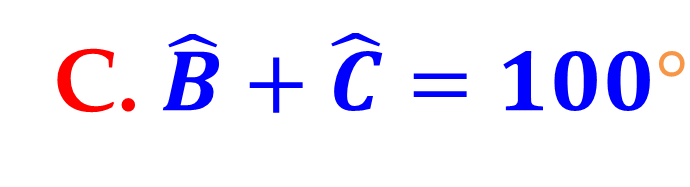 C. B̂ + Ĉ = 100°